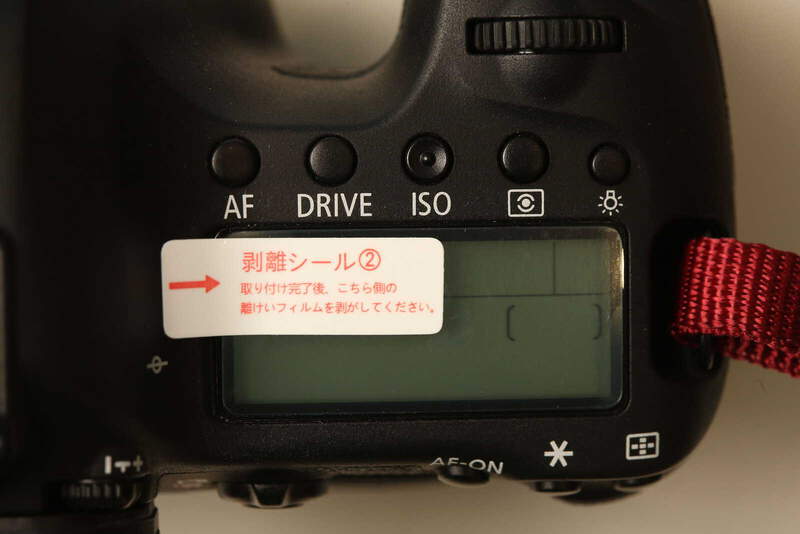 AF DRIVE ISO
剥離シール②
取り付け完了後、こちら側の
離けいフィルムを剥がしてください。
AF-ON